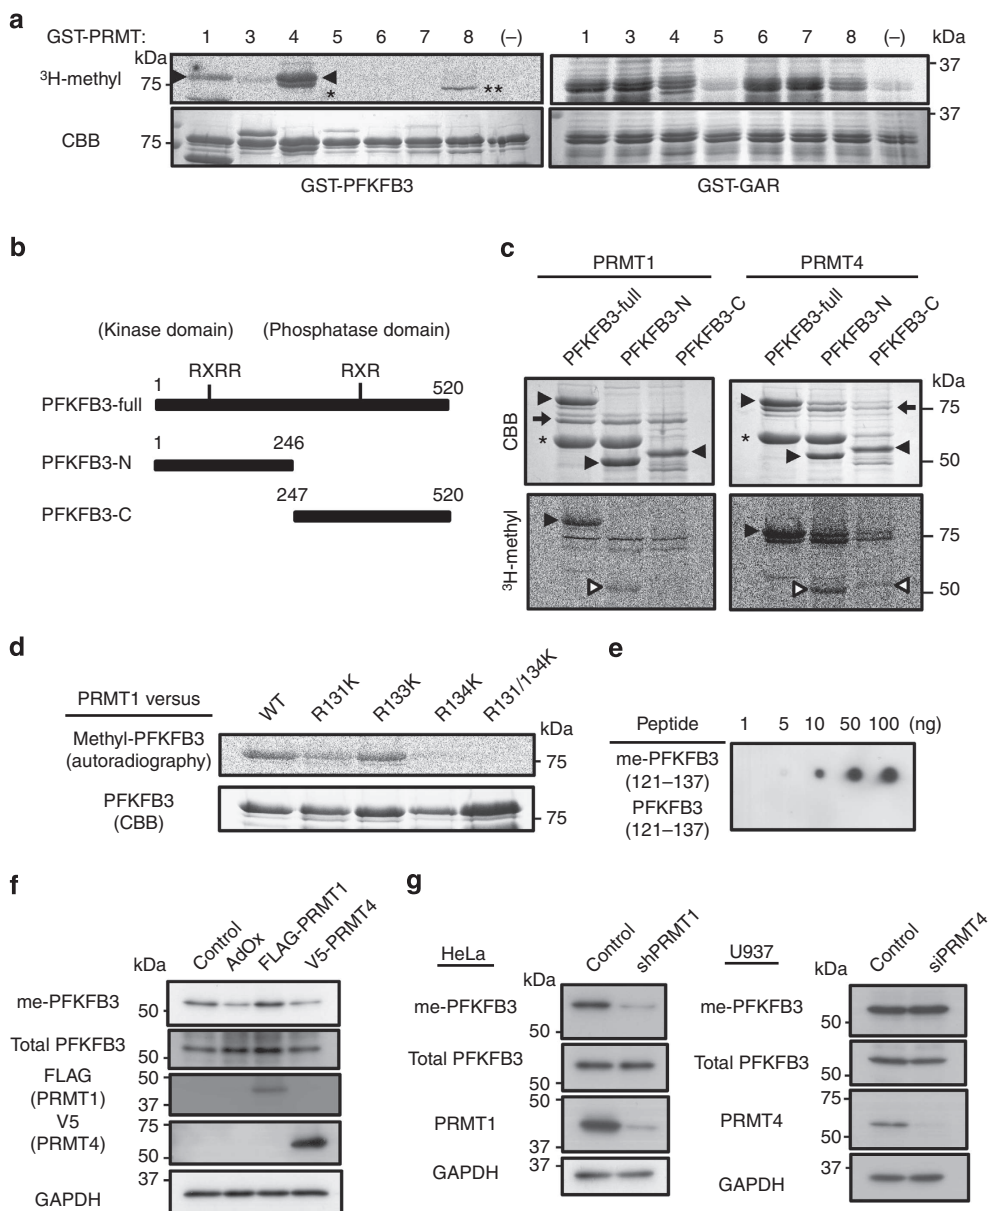 a
GST-PRMT: 1 3 4 5 6 7 8 (–) 1 3 4 5 6 7 8 (–) kDa
kDa
³H-methyl 75 * ** 37
CBB 75 37
GST-PFKFB3 GST-GAR
b
(Kinase domain) (Phosphatase domain)
RXRR RXR
1 520
PFKFB3-full
1 246
PFKFB3-N
247 520
PFKFB3-C
c
PRMT1 PRMT4
PFKFB3-full PFKFB3-N PFKFB3-C PFKFB3-full PFKFB3-N PFKFB3-C
kDa
CBB * * 75
50
³H-methyl 75
50
d
PRMT1 versus WT R131K R133K R134K R131/134K
kDa
Methyl-PFKFB3
(autoradiography) 75
PFKFB3
(CBB) 75
e
Peptide 1 5 10 50 100 (ng)
me-PFKFB3
(121–137)
PFKFB3
(121–137)
f
Control AdOx FLAG-PRMT1 V5-PRMT4
kDa
me-PFKFB3 50
Total PFKFB3 50
FLAG
(PRMT1) 50 37
V5
(PRMT4) 75 50
GAPDH 37
g
HeLa Control shPRMT1
kDa
me-PFKFB3 50
Total PFKFB3 50
PRMT1 50 37
GAPDH 37
U937 Control siPRMT4
kDa
me-PFKFB3 50
Total PFKFB3 50
PRMT4 75 50
GAPDH 37